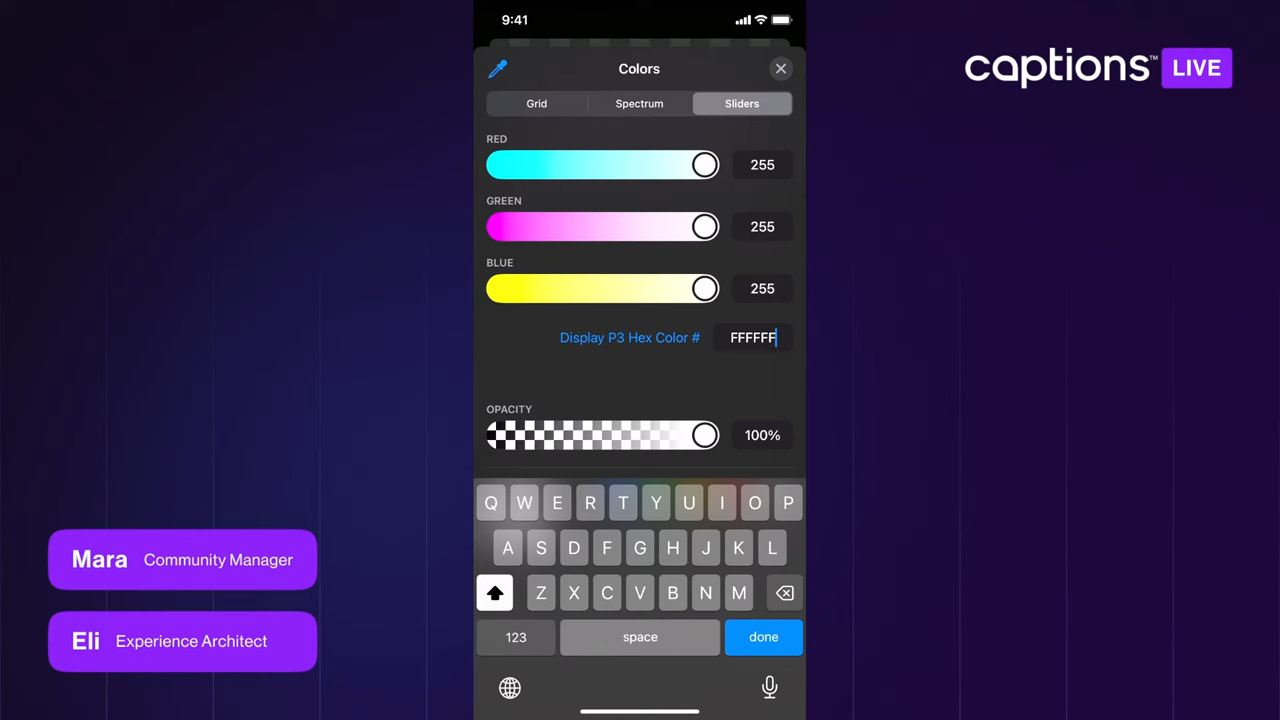 9:41
captions™ LIVE
Colors
Grid Spectrum Sliders
RED
255
GREEN
255
BLUE
255
Display P3 Hex Color # FFFFFF
OPACITY
100%
Q W E R T Y U I O P
A S D F G H J K L
Z X C V B N M
123 space done
Mara Community Manager
Eli Experience Architect